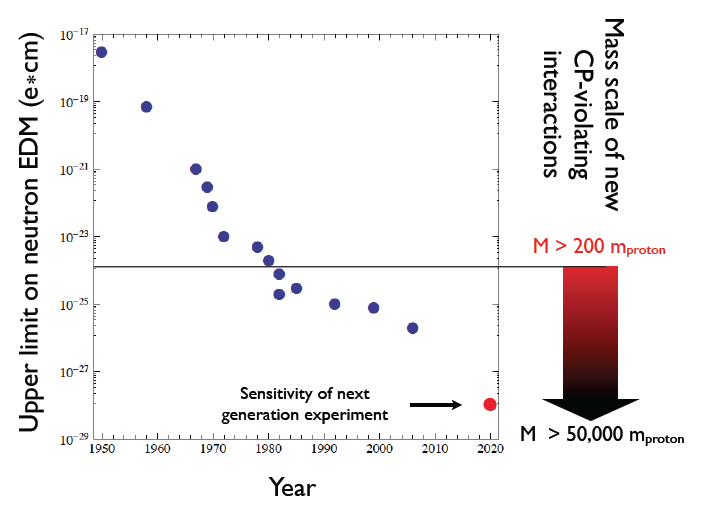 Upper limit on neutron EDM (e*cm)
10⁻¹⁷
10⁻¹⁹
10⁻²¹
10⁻²³
10⁻²⁵
10⁻²⁷
10⁻²⁹
1950 1960 1970 1980 1990 2000 2010 2020
Year
Sensitivity of next
generation experiment
Mass scale of new
CP-violating
interactions
M > 200 mproton
M > 50,000 mproton